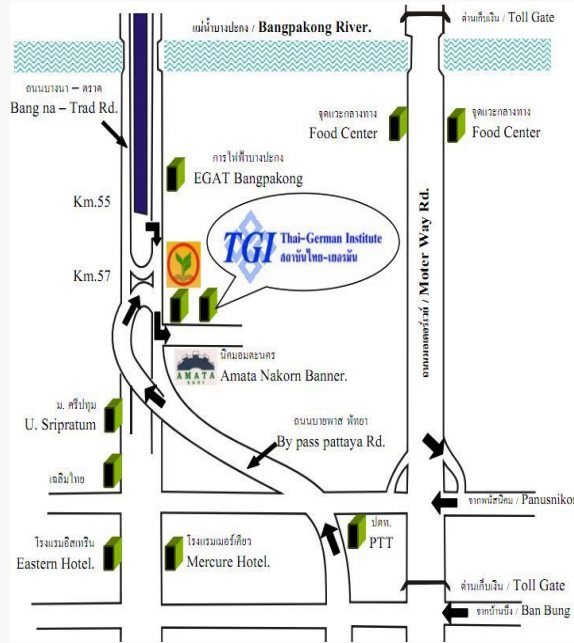 แม่น้ำบางปะกง / Bangpakong River.
ด่านเก็บเงิน / Toll Gate
ถนนบางนา – ตราด
Bang na – Trad Rd.
จุดแวะกลางทาง
Food Center
จุดแวะกลางทาง
Food Center
การไฟฟ้าบางปะกง
EGAT Bangpakong
Km.55
ถนนมอเตอร์เวย์ / Moter Way Rd.
TGI Thai-German Institute
สถาบันไทย-เยอรมัน
Km.57
นิคมอมตะนคร
Amata Nakorn Banner.
AMATA
ม. ศรีปทุม
U. Sripratum
ถนนบายพาส พัทยา
By pass pattaya Rd.
เฉลิมไทย
จากพนัสนิคม / Panusnikom
ปตท.
PTT
โรงแรมอิสเทริน
Eastern Hotel.
โรงแรมเมอร์เคียว
Mercure Hotel.
ด่านเก็บเงิน / Toll Gate
จากบ้านบึง / Ban Bung